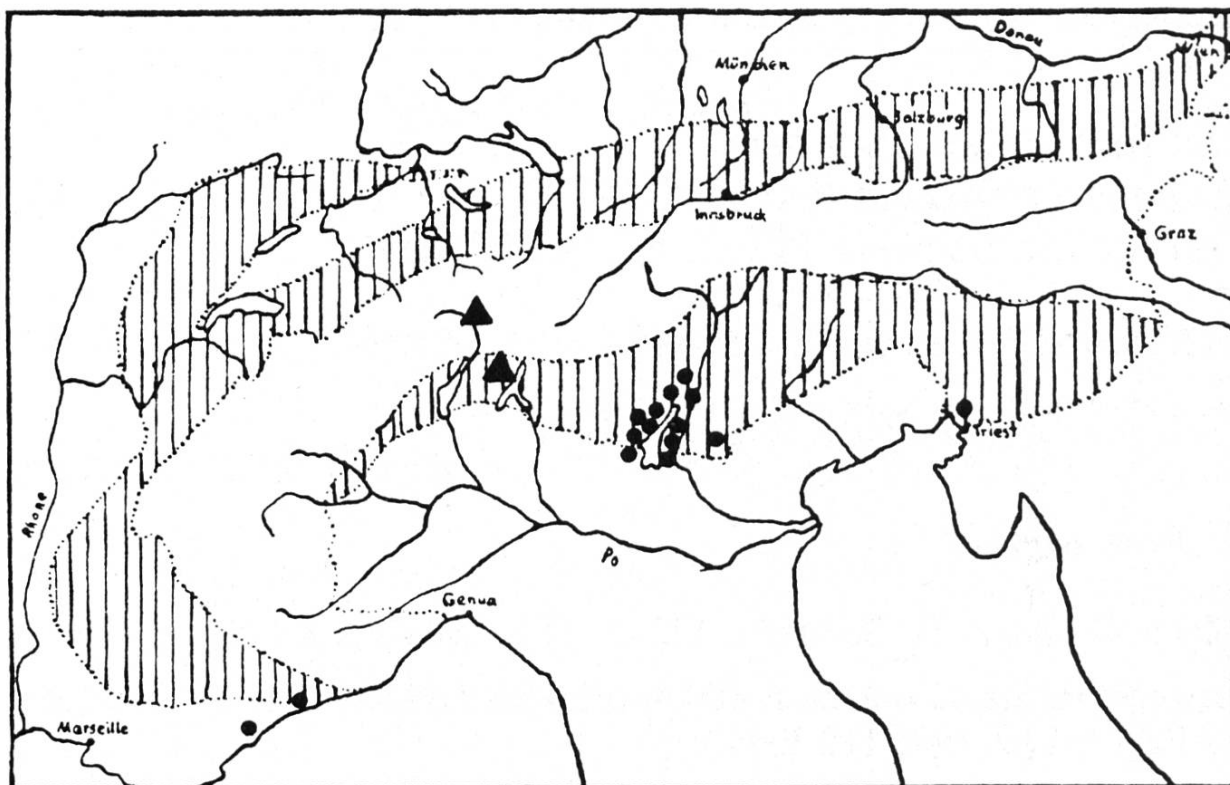 Donau
Wien
München
Salzburg
Innsbruck
Graz
Triest
Rhone
Po
Genua
Marseille